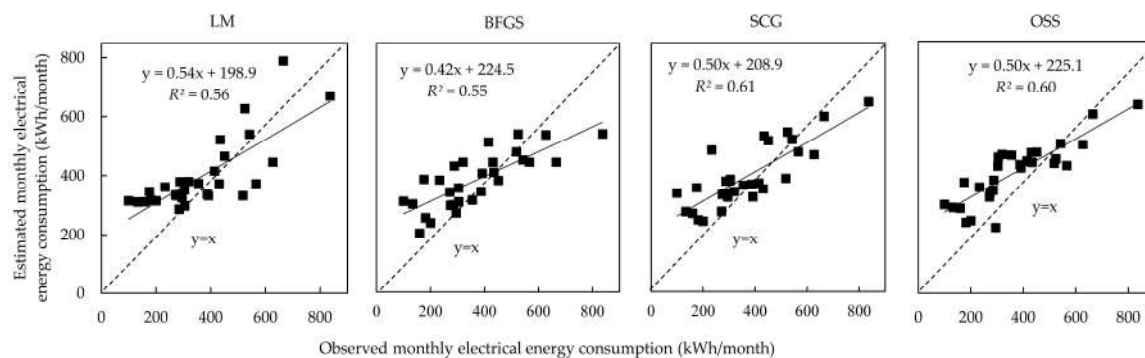 LM
BFGS
SCG
OSS
Estimated monthly electrical
energy consumption (kWh/month)
800
600
400
200
0
y = 0.54x + 198.9
R² = 0.56
y=x
0 200 400 600 800
y = 0.42x + 224.5
R² = 0.55
y=x
0 200 400 600 800
y = 0.50x + 208.9
R² = 0.61
y=x
0 200 400 600 800
y = 0.50x + 225.1
R² = 0.60
y=x
0 200 400 600 800
Observed monthly electrical energy consumption (kWh/month)